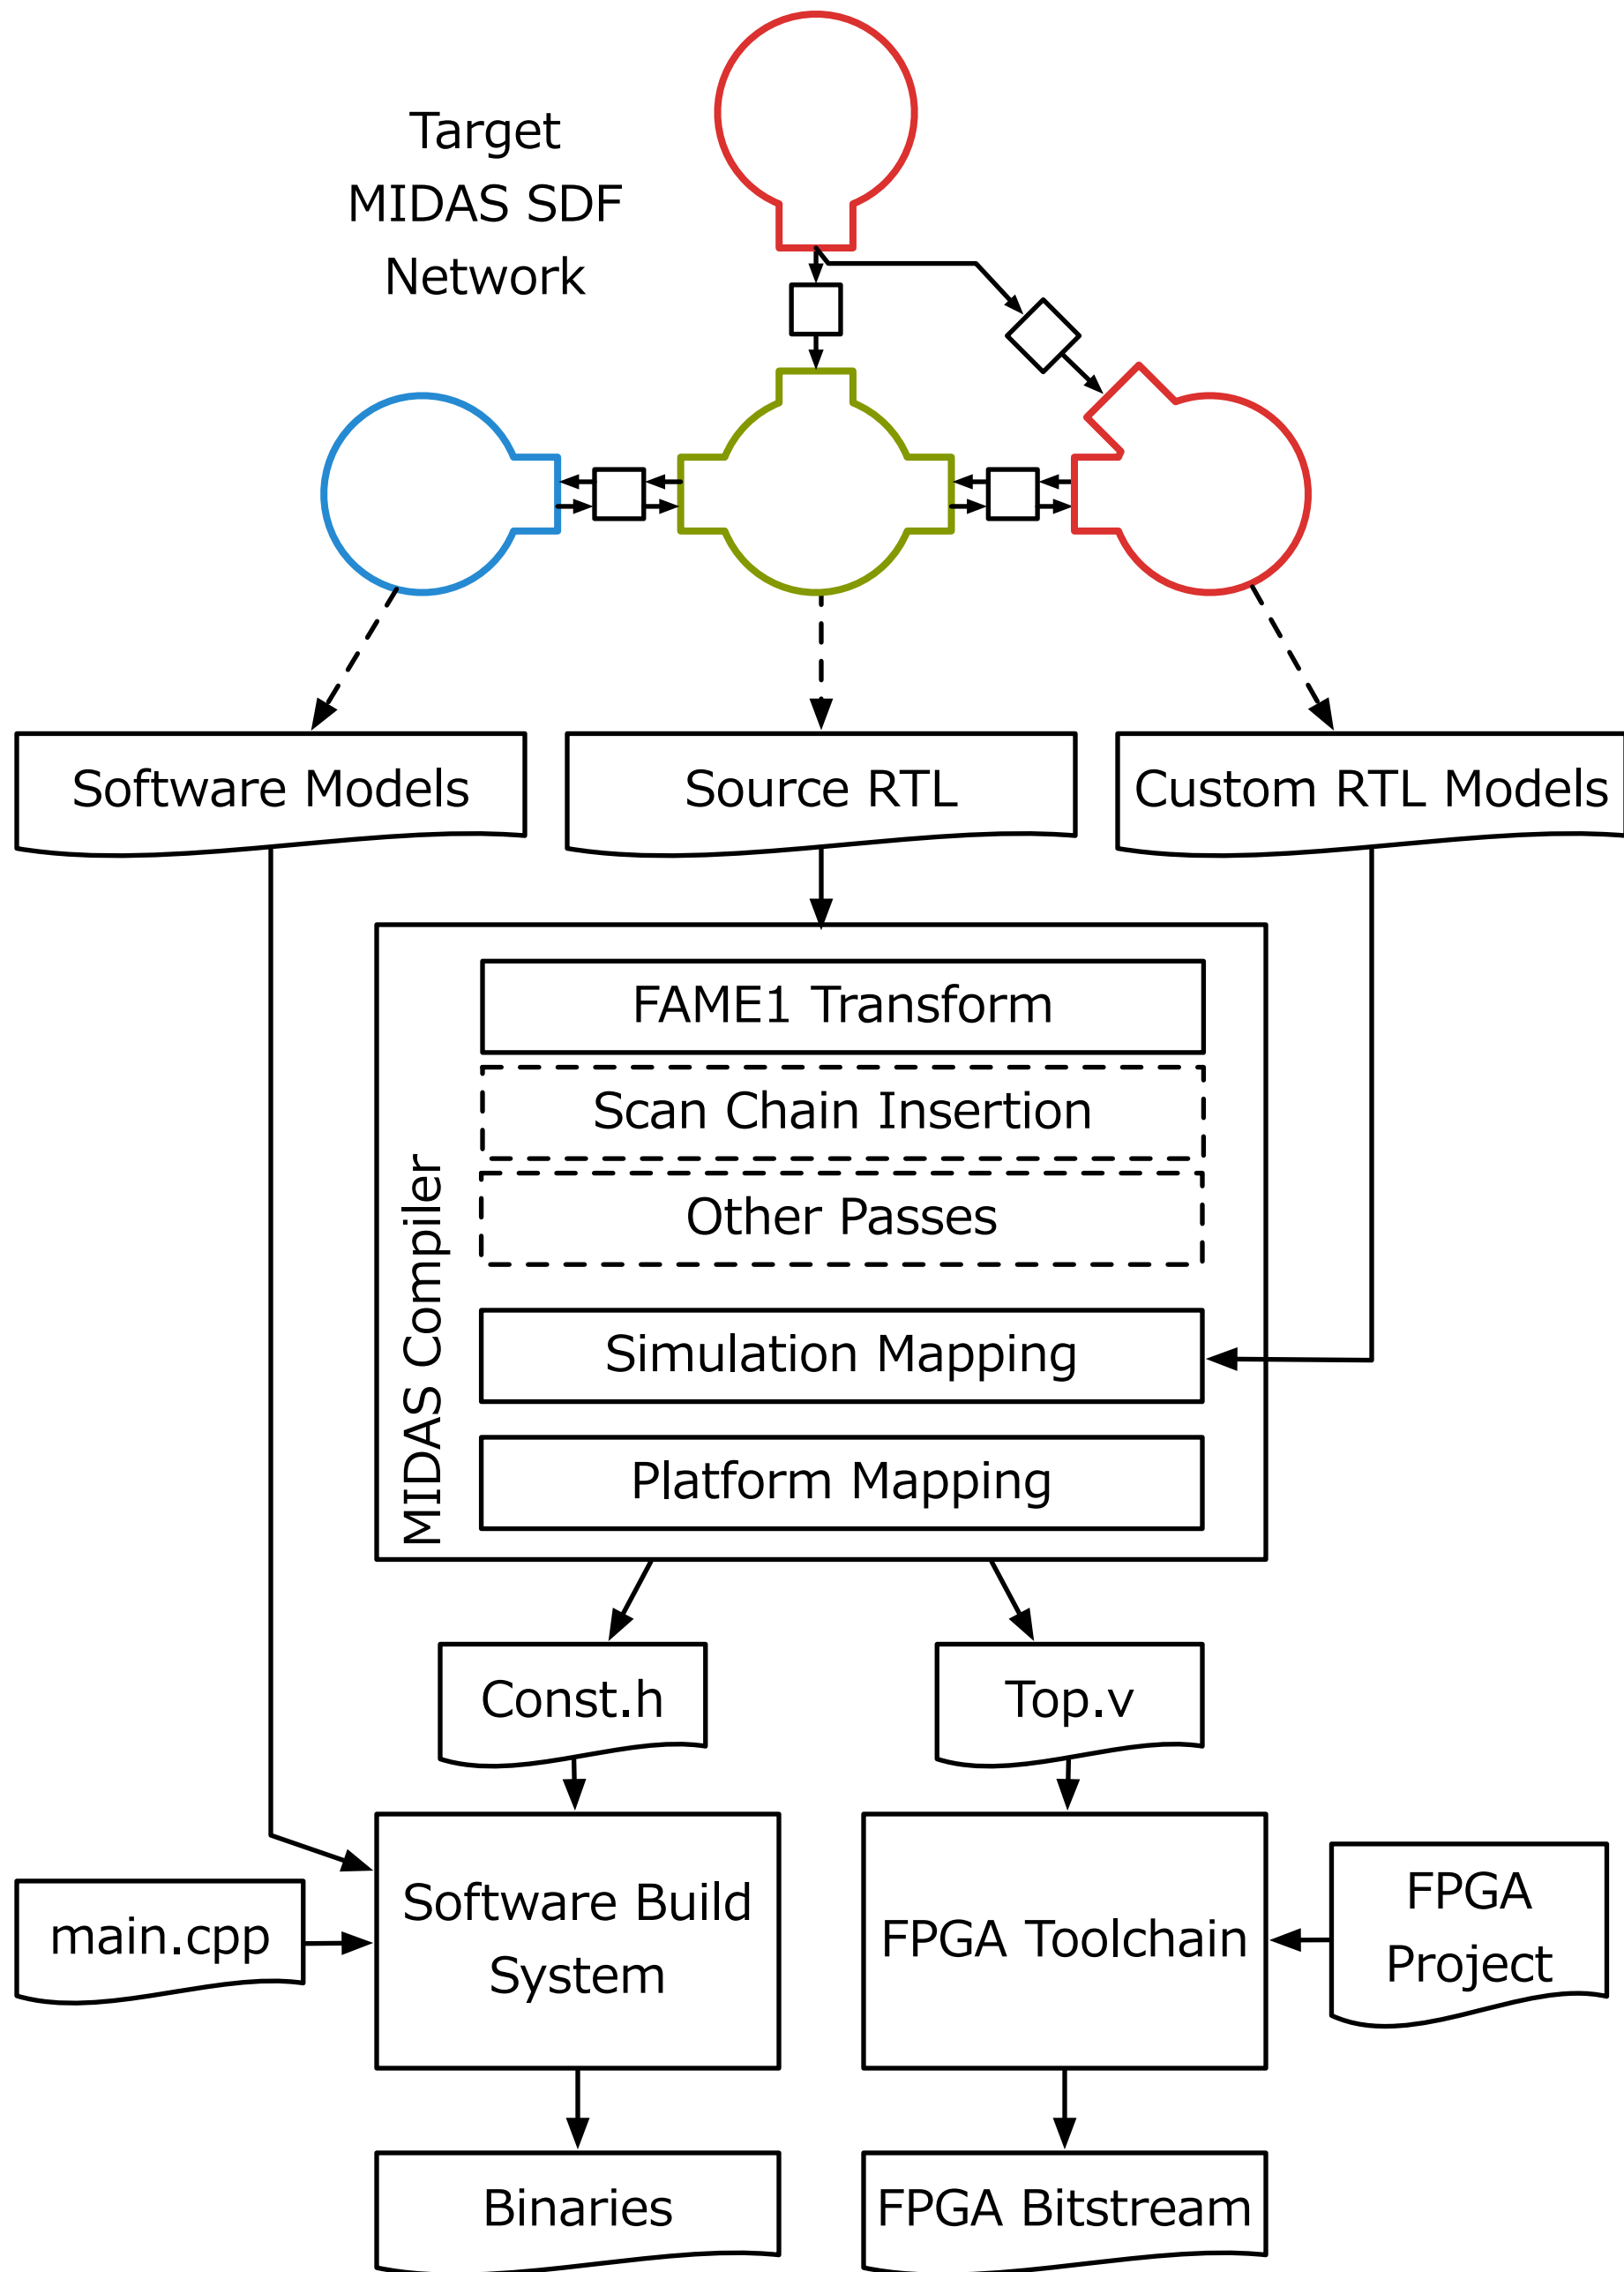 Target
MIDAS SDF
Network
Software Models
Source RTL
Custom RTL Models
MIDAS Compiler
FAME1 Transform
Scan Chain Insertion
Other Passes
Simulation Mapping
Platform Mapping
Const.h
Top.v
main.cpp
Software Build
System
FPGA Toolchain
FPGA
Project
Binaries
FPGA Bitstream